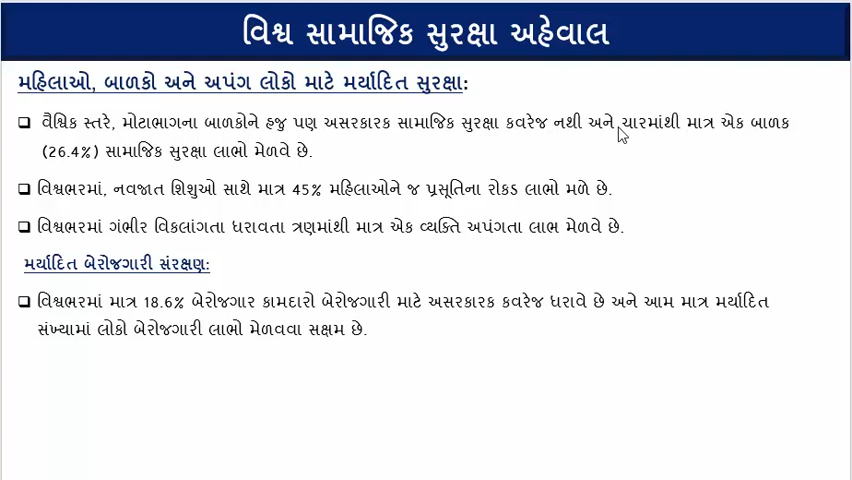 વિશ્વ સામાજિક સુરક્ષા અહેવાલ
મહિલાઓ, બાળકો અને અપંગ લોકો માટે મર્યાદિત સુરક્ષા:
❑ વૈશ્વિક સ્તરે, મોટાભાગના બાળકોને હજુ પણ અસરકારક સામાજિક સુરક્ષા કવરેજ નથી અને ચારમાંથી માત્ર એક બાળક
(26.4%) સામાજિક સુરક્ષા લાભો મેળવે છે.
❑ વિશ્વભરમાં, નવજાત શિશુઓ સાથે માત્ર 45% મહિલાઓને જ પ્રસૂતિના રોકડ લાભો મળે છે.
❑ વિશ્વભરમાં ગંભીર વિકલાંગતા ધરાવતા ત્રણમાંથી માત્ર એક વ્યક્તિ અપંગતા લાભ મેળવે છે.
મર્યાદિત બેરોજગારી સંરક્ષણ:
❑ વિશ્વભરમાં માત્ર 18.6% બેરોજગાર કામદારો બેરોજગારી માટે અસરકારક કવરેજ ધરાવે છે અને આમ માત્ર મર્યાદિત
સંખ્યામાં લોકો બેરોજગારી લાભો મેળવવા સક્ષમ છે.